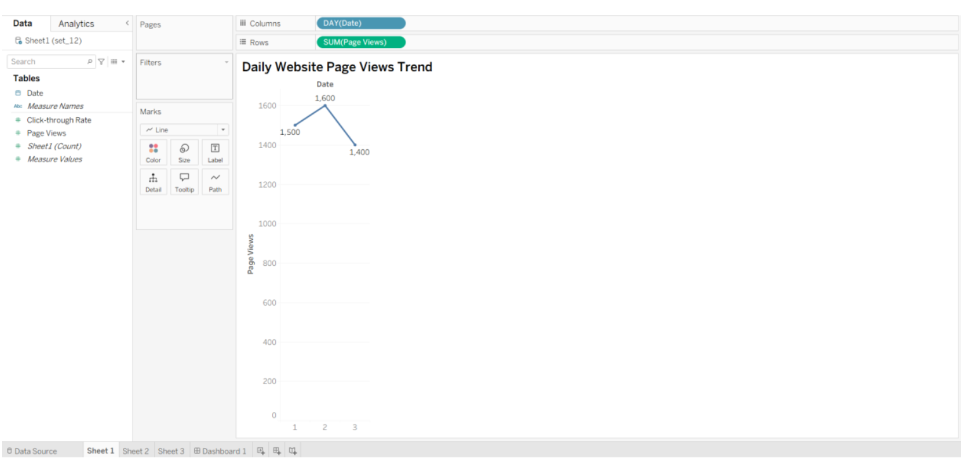 Data
Analytics
Sheet1 (set_12)
Search
Tables
Date
Abc Measure Names
Click-through Rate
Page Views
Sheet1 (Count)
Measure Values
Pages
Filters
Marks
Line
Color Size Label
Detail Tooltip Path
Columns DAY(Date)
Rows SUM(Page Views)
Daily Website Page Views Trend
Date
1,600
1,500
1,400
Page Views
1600
1400
1200
1000
800
600
400
200
0
1 2 3
Data Source Sheet 1 Sheet 2 Sheet 3 Dashboard 1